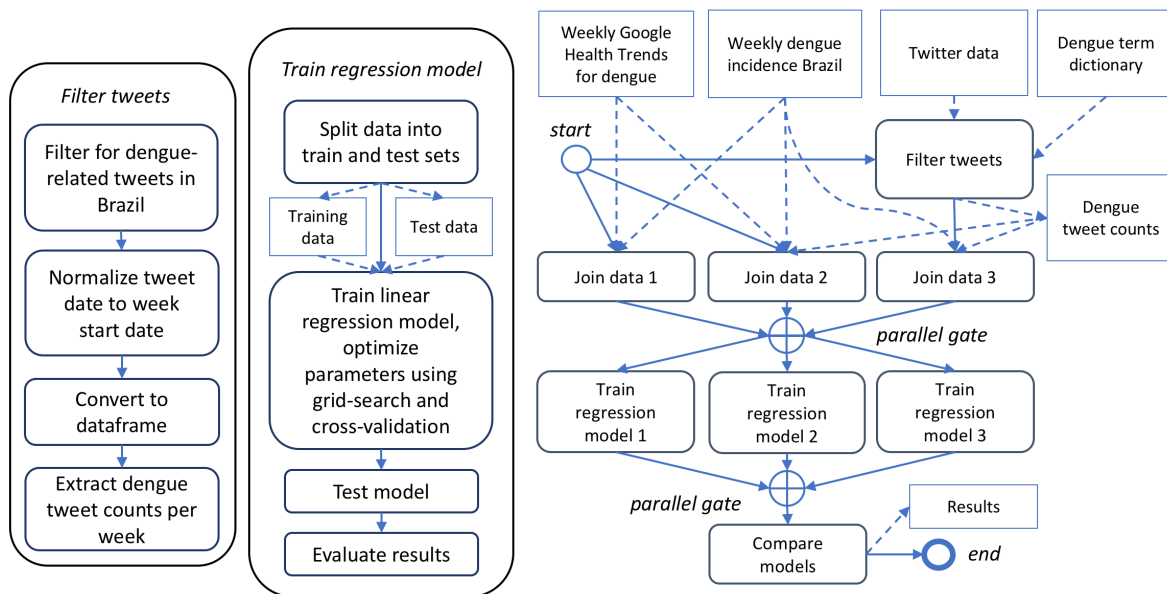 Filter tweets
Filter for dengue-
related tweets in
Brazil
Normalize tweet
date to week
start date
Convert to
dataframe
Extract dengue
tweet counts per
week
Train regression model
Split data into
train and test sets
Training
data
Test data
Train linear
regression model,
optimize
parameters using
grid-search and
cross-validation
Test model
Evaluate results
Weekly Google
Health Trends
for dengue
Weekly dengue
incidence Brazil
Twitter data
Dengue term
dictionary
start
Filter tweets
Dengue
tweet counts
Join data 1
Join data 2
Join data 3
parallel gate
Train
regression
model 1
Train
regression
model 2
Train
regression
model 3
parallel gate
Compare
models
Results
end